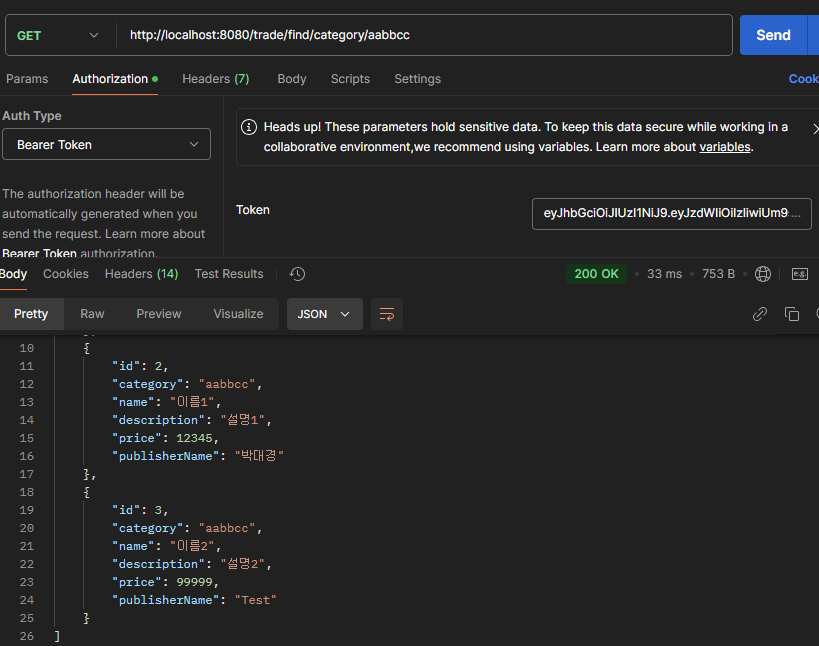 GET http://localhost:8080/trade/find/category/aabbcc Send
Params Authorization Headers (7) Body Scripts Settings Cook
Auth Type
Bearer Token
The authorization header will be
automatically generated when you
send the request. Learn more about
Bearer Token authorization.
Heads up! These parameters hold sensitive data. To keep this data secure while working in a
collaborative environment,we recommend using variables. Learn more about variables.
Token
eyJhbGciOiJIUzI1NiJ9.eyJzdWIiOiIzIiwiUm9...
Body Cookies Headers (14) Test Results 200 OK 33 ms 753 B e.g.
Pretty Raw Preview Visualize JSON
10 {
11 "id": 2,
12 "category": "aabbcc",
13 "name": "이름1",
14 "description": "설명1",
15 "price": 12345,
16 "publisherName": "박대경"
17 },
18 {
19 "id": 3,
20 "category": "aabbcc",
21 "name": "이름2",
22 "description": "설명2",
23 "price": 99999,
24 "publisherName": "Test"
25 }
26 ]